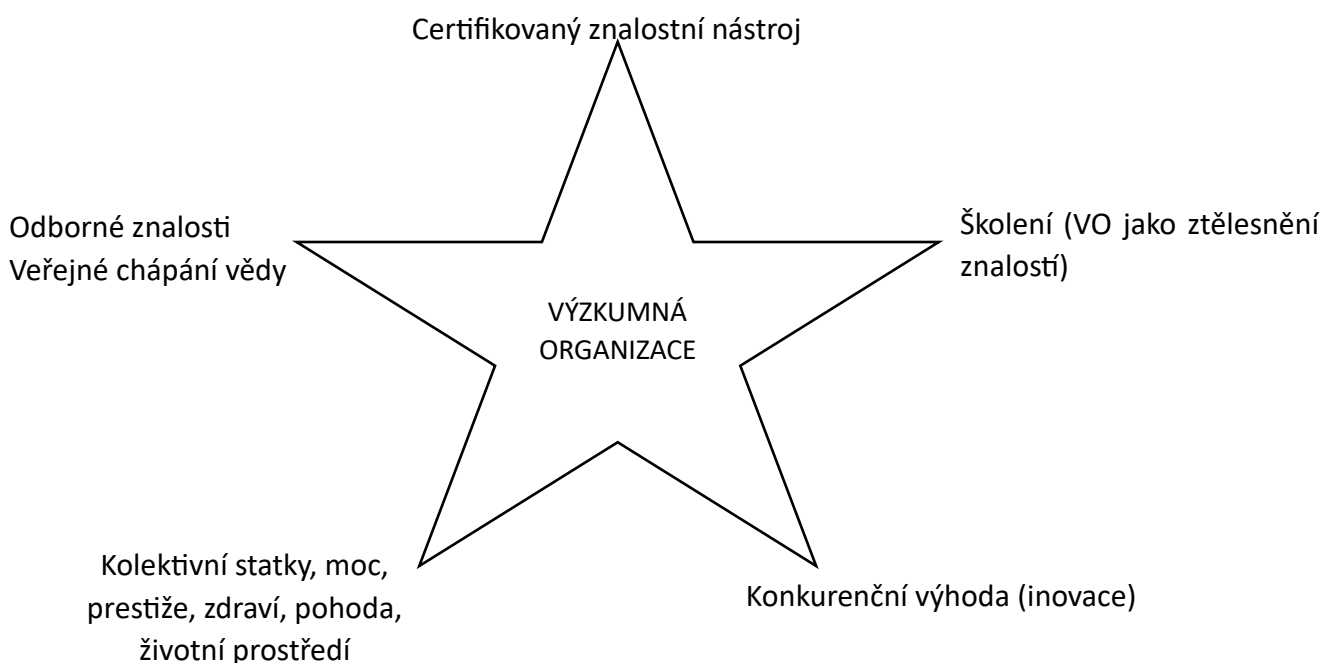 Certifikovaný znalostní nástroj
Odborné znalosti
Veřejné chápání vědy
Školení (VO jako ztělesnění
znalostí)
VÝZKUMNÁ
ORGANIZACE
Kolektivní statky, moc,
prestiže, zdraví, pohoda,
životní prostředí
Konkurenční výhoda (inovace)